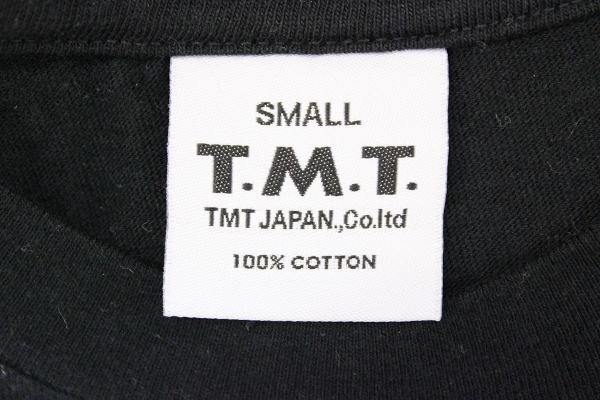 SMALL
T.M.T.
TMT JAPAN.,Co.ltd
100% COTTON